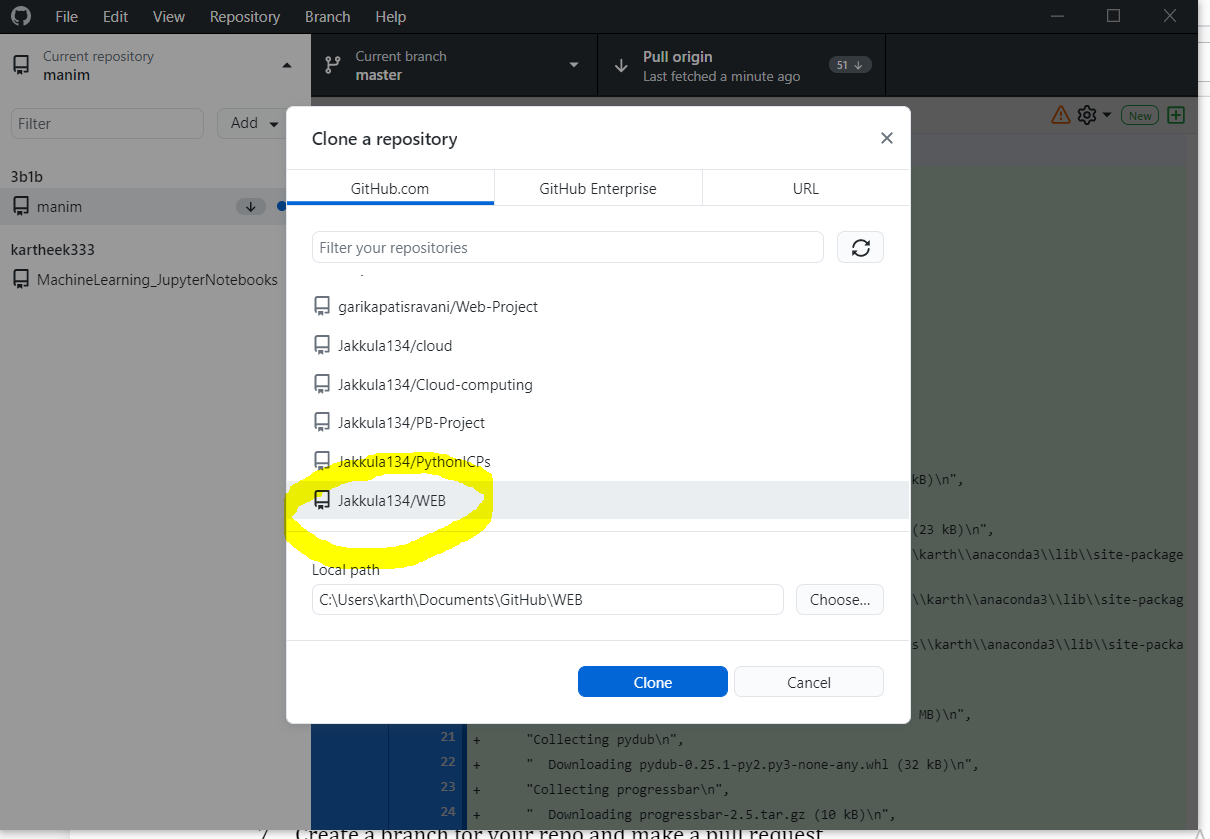 File Edit View Repository Branch Help
Current repository
manim
Current branch
master
Pull origin
Last fetched a minute ago
51
Filter
Add
New
3b1b
manim
kartheek333
MachineLearning_JupyterNotebooks
Clone a repository
GitHub.com GitHub Enterprise URL
Filter your repositories
garikapatisravani/Web-Project
Jakkula134/cloud
Jakkula134/Cloud-computing
Jakkula134/PB-Project
Jakkula134/PythonICPs
Jakkula134/WEB
Local path
C:\Users\karth\Documents\GitHub\WEB
Choose...
Clone Cancel
kB)\n",
(23 kB)\n",
\\karth\\anaconda3\\lib\\site-package
\\karth\\anaconda3\\lib\\site-packag
s\\karth\\anaconda3\\lib\\site-packa
MB)\n",
21 + "Collecting pydub\n",
22 + " Downloading pydub-0.25.1-py2.py3-none-any.whl (32 kB)\n",
23 + "Collecting progressbar\n",
24 + " Downloading progressbar-2.5.tar.gz (10 kB)\n",
7. Create a branch for your repo and make a pull request